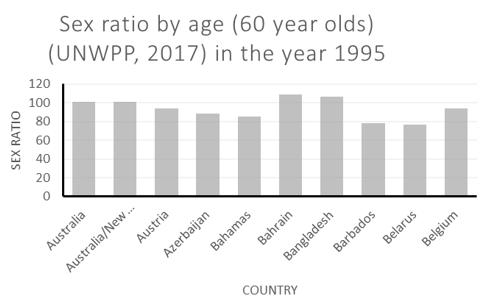 Sex ratio by age (60 year olds)
(UNWPP, 2017) in the year 1995
120
100
80
60
40
20
0
SEX RATIO
Australia
Australia/New ...
Austria
Azerbaijan
Bahamas
Bahrain
Bangladesh
Barbados
Belarus
Belgium
COUNTRY